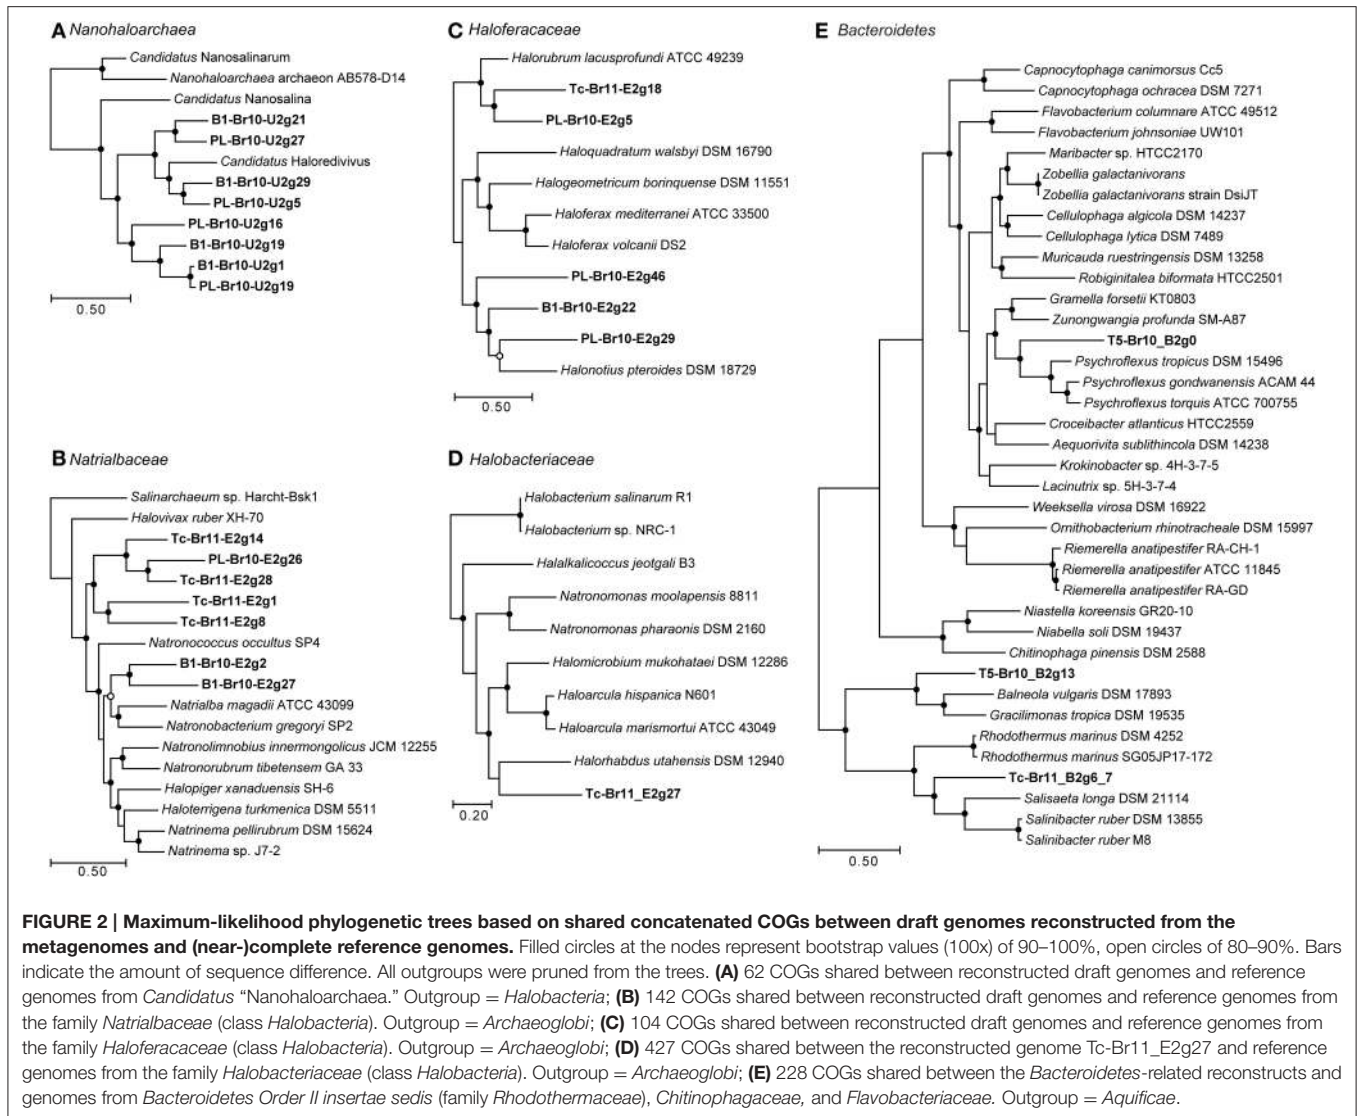 A Nanohaloarchaea
Candidatus Nanosalinarum
Nanohaloarchaea archaeon AB578-D14
Candidatus Nanosalina
B1-Br10-U2g21
PL-Br10-U2g27
Candidatus Haloredivivus
B1-Br10-U2g29
PL-Br10-U2g5
PL-Br10-U2g16
B1-Br10-U2g19
B1-Br10-U2g1
PL-Br10-U2g19
0.50
B Natrialbaceae
Salinarchaeum sp. Harcht-Bsk1
Halovivax ruber XH-70
Tc-Br11-E2g14
PL-Br10-E2g26
Tc-Br11-E2g28
Tc-Br11-E2g1
Tc-Br11-E2g8
Natronococcus occultus SP4
B1-Br10-E2g2
B1-Br10-E2g27
Natrialba magadii ATCC 43099
Natronobacterium gregoryi SP2
Natronolimnobius innermongolicus JCM 12255
Natronorubrum tibetensem GA 33
Halopiger xanaduensis SH-6
Haloterrigena turkmenica DSM 5511
Natrinema pellirubrum DSM 15624
Natrinema sp. J7-2
0.50
C Haloferacaceae
Halorubrum lacusprofundi ATCC 49239
Tc-Br11-E2g18
PL-Br10-E2g5
Haloquadratum walsbyi DSM 16790
Halogeometricum borinquense DSM 11551
Haloferax mediterranei ATCC 33500
Haloferax volcanii DS2
PL-Br10-E2g46
B1-Br10-E2g22
PL-Br10-E2g29
Halonotius pteroides DSM 18729
0.50
D Halobacteriaceae
Halobacterium salinarum R1
Halobacterium sp. NRC-1
Halalkalicoccus jeotgali B3
Natronomonas moolapensis 8811
Natronomonas pharaonis DSM 2160
Halomicrobium mukohataei DSM 12286
Haloarcula hispanica N601
Haloarcula marismortui ATCC 43049
Halorhabdus utahensis DSM 12940
Tc-Br11_E2g27
0.20
E Bacteroidetes
Capnocytophaga canimorsus Cc5
Capnocytophaga ochracea DSM 7271
Flavobacterium columnare ATCC 49512
Flavobacterium johnsoniae UW101
Maribacter sp. HTCC2170
Zobellia galactanivorans
Zobellia galactanivorans strain DsiJT
Cellulophaga algicola DSM 14237
Cellulophaga lytica DSM 7489
Muricauda ruestringensis DSM 13258
Robiginitalea biformata HTCC2501
Gramella forsetii KT0803
Zunongwangia profunda SM-A87
T5-Br10_B2g0
Psychroflexus tropicus DSM 15496
Psychroflexus gondwanensis ACAM 44
Psychroflexus torquis ATCC 700755
Croceibacter atlanticus HTCC2559
Aequorivita sublithincola DSM 14238
Krokinobacter sp. 4H-3-7-5
Lacinutrix sp. 5H-3-7-4
Weeksella virosa DSM 16922
Ornithobacterium rhinotracheale DSM 15997
Riemerella anatipestifer RA-CH-1
Riemerella anatipestifer ATCC 11845
Riemerella anatipestifer RA-GD
Niastella koreensis GR20-10
Niabella soli DSM 19437
Chitinophaga pinensis DSM 2588
T5-Br10_B2g13
Balneola vulgaris DSM 17893
Gracilimonas tropica DSM 19535
Rhodothermus marinus DSM 4252
Rhodothermus marinus SG05JP17-172
Tc-Br11_B2g6_7
Salisaeta longa DSM 21114
Salinibacter ruber DSM 13855
Salinibacter ruber M8
0.50
FIGURE 2 | Maximum-likelihood phylogenetic trees based on shared concatenated COGs between draft genomes reconstructed from the
metagenomes and (near-)complete reference genomes. Filled circles at the nodes represent bootstrap values (100x) of 90–100%, open circles of 80–90%. Bars
indicate the amount of sequence difference. All outgroups were pruned from the trees. (A) 62 COGs shared between reconstructed draft genomes and reference
genomes from Candidatus “Nanohaloarchaea.” Outgroup = Halobacteria; (B) 142 COGs shared between reconstructed draft genomes and reference genomes from
the family Natrialbaceae (class Halobacteria). Outgroup = Archaeoglobi; (C) 104 COGs shared between reconstructed draft genomes and reference genomes from
the family Haloferacaceae (class Halobacteria). Outgroup = Archaeoglobi; (D) 427 COGs shared between the reconstructed genome Tc-Br11_E2g27 and reference
genomes from the family Halobacteriaceae (class Halobacteria). Outgroup = Archaeoglobi; (E) 228 COGs shared between the Bacteroidetes-related reconstructs and
genomes from Bacteroidetes Order II insertae sedis (family Rhodothermaceae), Chitinophagaceae, and Flavobacteriaceae. Outgroup = Aquificae.